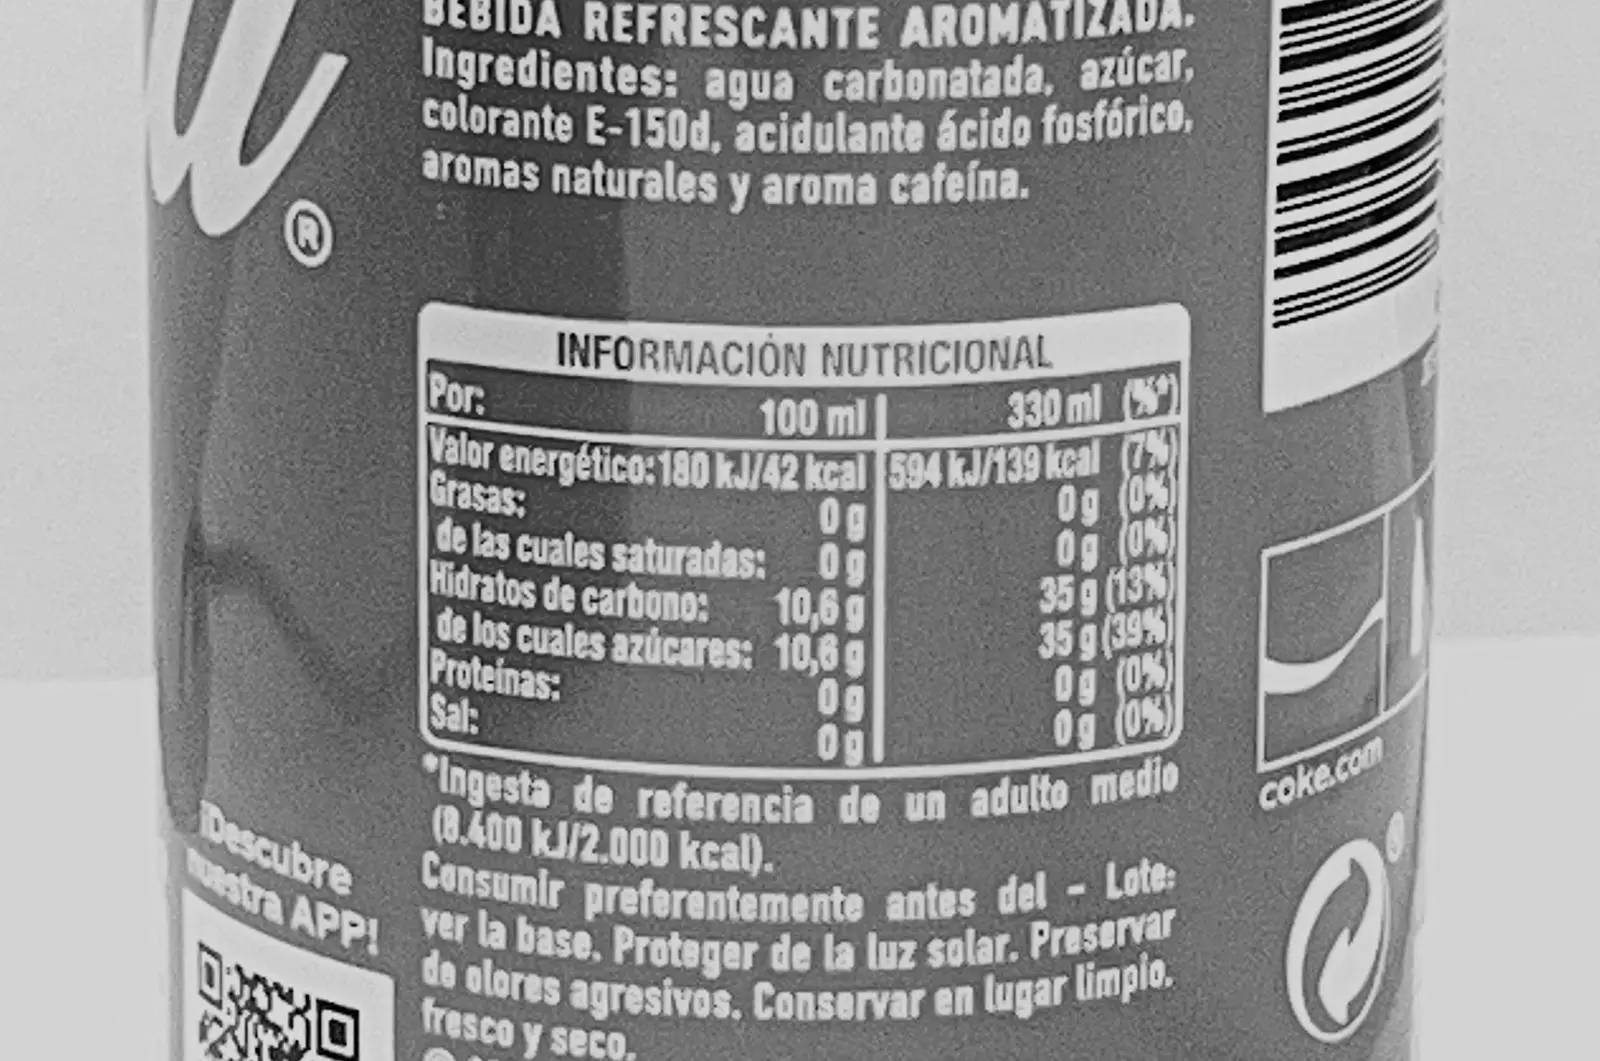 BEBIDA REFRESCANTE AROMATIZADA.
Ingredientes: agua carbonatada, azúcar,
colorante E-150d, acidulante ácido fosfórico,
aromas naturales y aroma cafeína.
®
INFORMACIÓN NUTRICIONAL
Por: 100 ml 330 ml (%*)
Valor energético: 180 kJ/42 kcal 594 kJ/139 kcal (7%)
Grasas: 0 g 0 g (0%)
de las cuales saturadas: 0 g 0 g (0%)
Hidratos de carbono: 10,6 g 35 g (13%)
de los cuales azúcares: 10,6 g 35 g (39%)
Proteínas: 0 g 0 g (0%)
Sal: 0 g 0 g (0%)
*Ingesta de referencia de un adulto medio
(8.400 kJ/2.000 kcal).
Consumir preferentemente antes del - Lote:
ver la base. Proteger de la luz solar. Preservar
de olores agresivos. Conservar en lugar limpio,
fresco y seco.
¡Descubre
nuestra APP!
coke.com